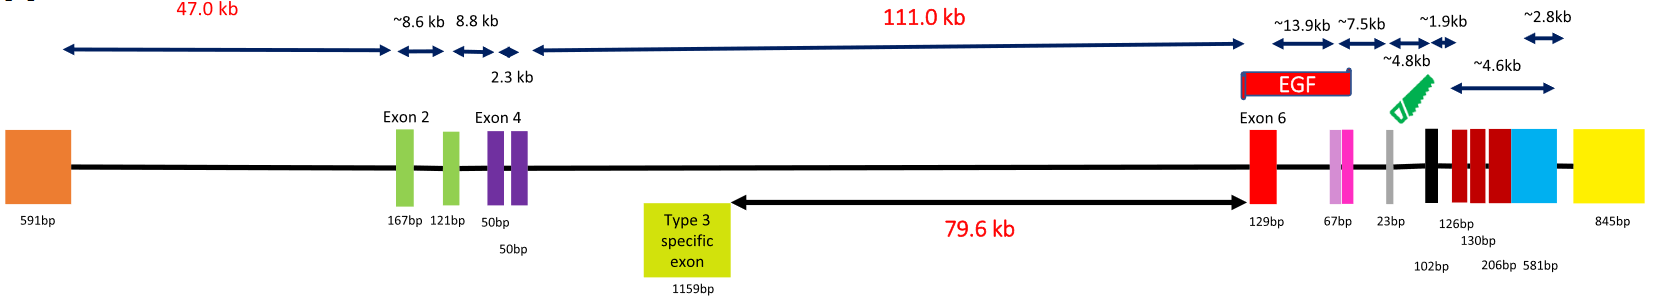 47.0 kb
~8.6 kb
8.8 kb
2.3 kb
111.0 kb
~13.9kb
~7.5kb
~4.8kb
~1.9kb
~4.6kb
~2.8kb
EGF
Exon 2
Exon 4
Exon 6
591bp
167bp
121bp
50bp
50bp
Type 3
specific
exon
1159bp
79.6 kb
129bp
67bp
23bp
102bp
126bp
130bp
206bp
581bp
845bp